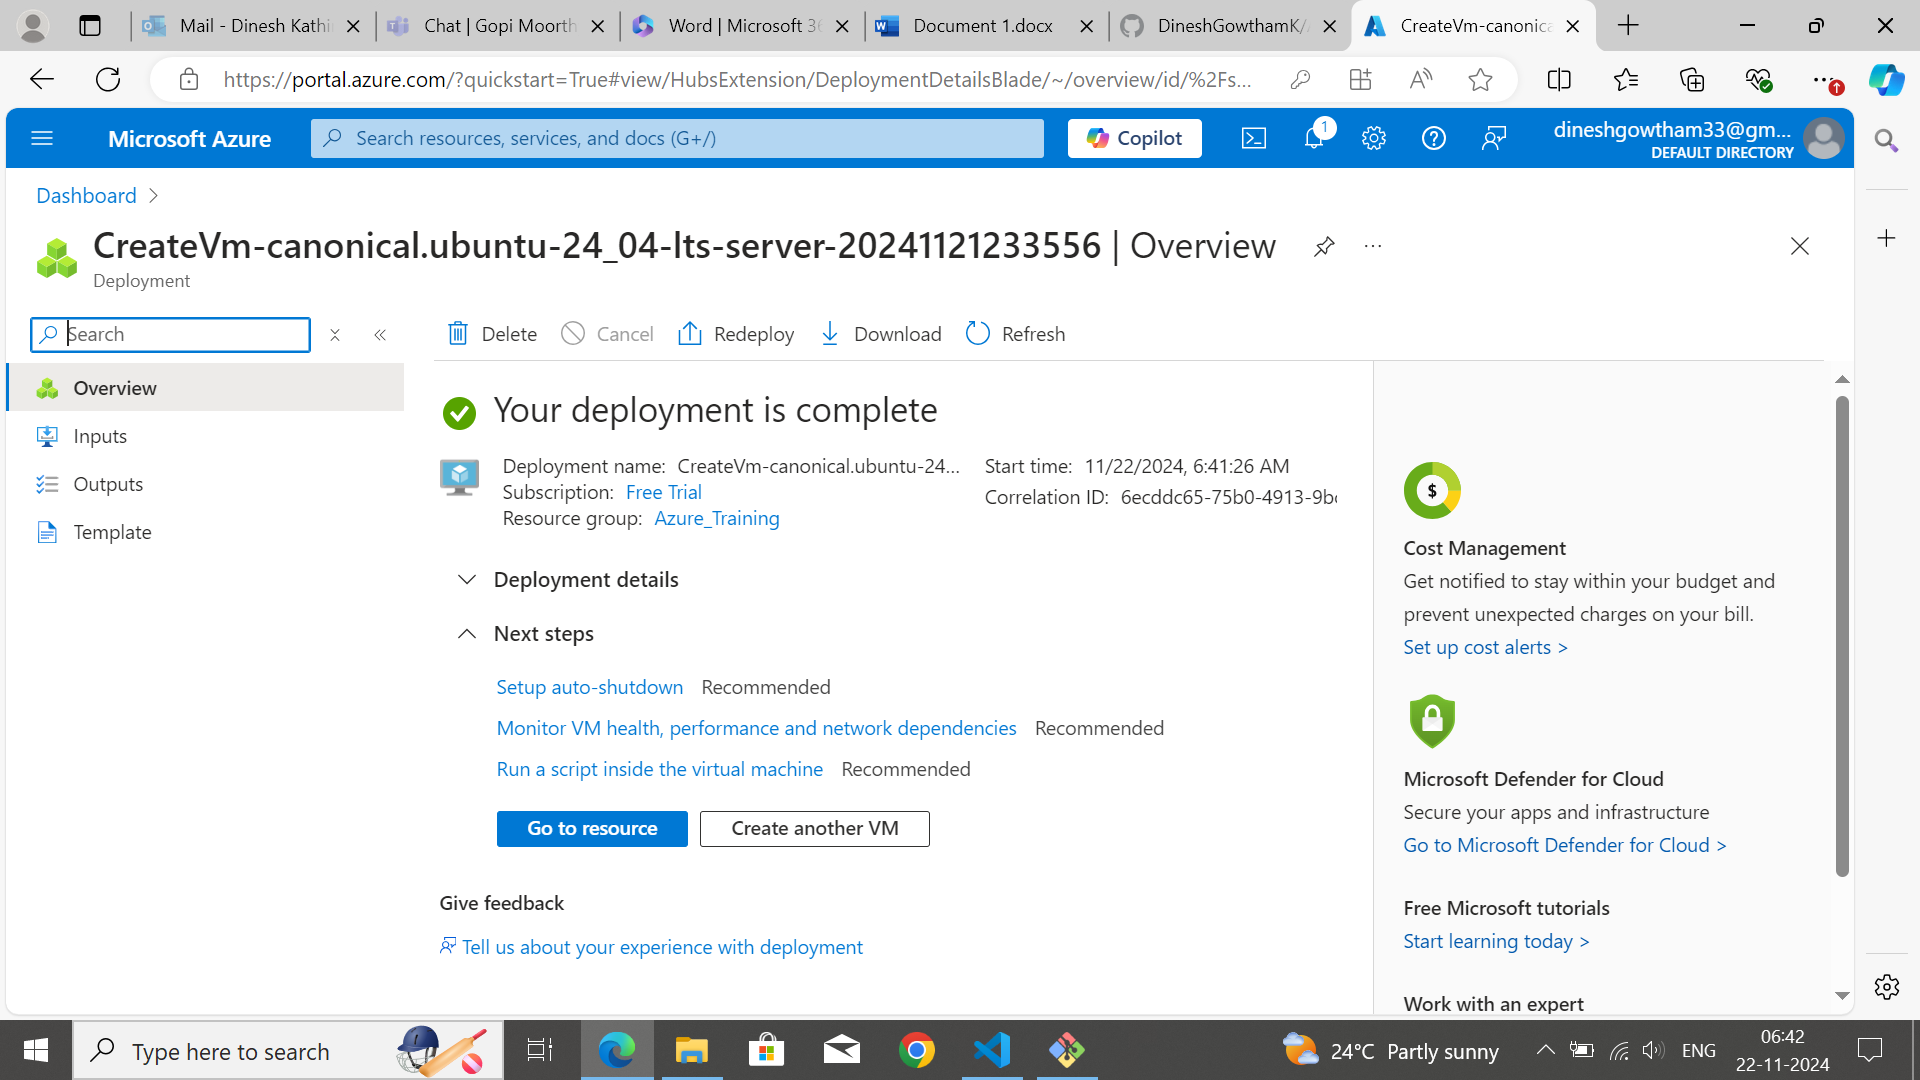 Mail - Dinesh Kathi
Chat | Gopi Moorth
Word | Microsoft 36
Document 1.docx
DineshGowthamK/
CreateVm-canonica
https://portal.azure.com/?quickstart=True#view/HubsExtension/DeploymentDetailsBlade/~/overview/id/%2Fs...
Microsoft Azure
Search resources, services, and docs (G+/)
Copilot
1
dineshgowtham33@gm...
DEFAULT DIRECTORY
Dashboard
CreateVm-canonical.ubuntu-24_04-lts-server-20241121233556 | Overview
Deployment
Search
Delete
Cancel
Redeploy
Download
Refresh
Overview
Inputs
Outputs
Template
Your deployment is complete
Deployment name: CreateVm-canonical.ubuntu-24...
Subscription: Free Trial
Resource group: Azure_Training
Start time: 11/22/2024, 6:41:26 AM
Correlation ID: 6ecddc65-75b0-4913-9bc
Deployment details
Next steps
Setup auto-shutdown Recommended
Monitor VM health, performance and network dependencies Recommended
Run a script inside the virtual machine Recommended
Go to resource
Create another VM
Give feedback
Tell us about your experience with deployment
$
Cost Management
Get notified to stay within your budget and
prevent unexpected charges on your bill.
Set up cost alerts >
Microsoft Defender for Cloud
Secure your apps and infrastructure
Go to Microsoft Defender for Cloud >
Free Microsoft tutorials
Start learning today >
Work with an expert
Type here to search
24°C Partly sunny
ENG
06:42
22-11-2024